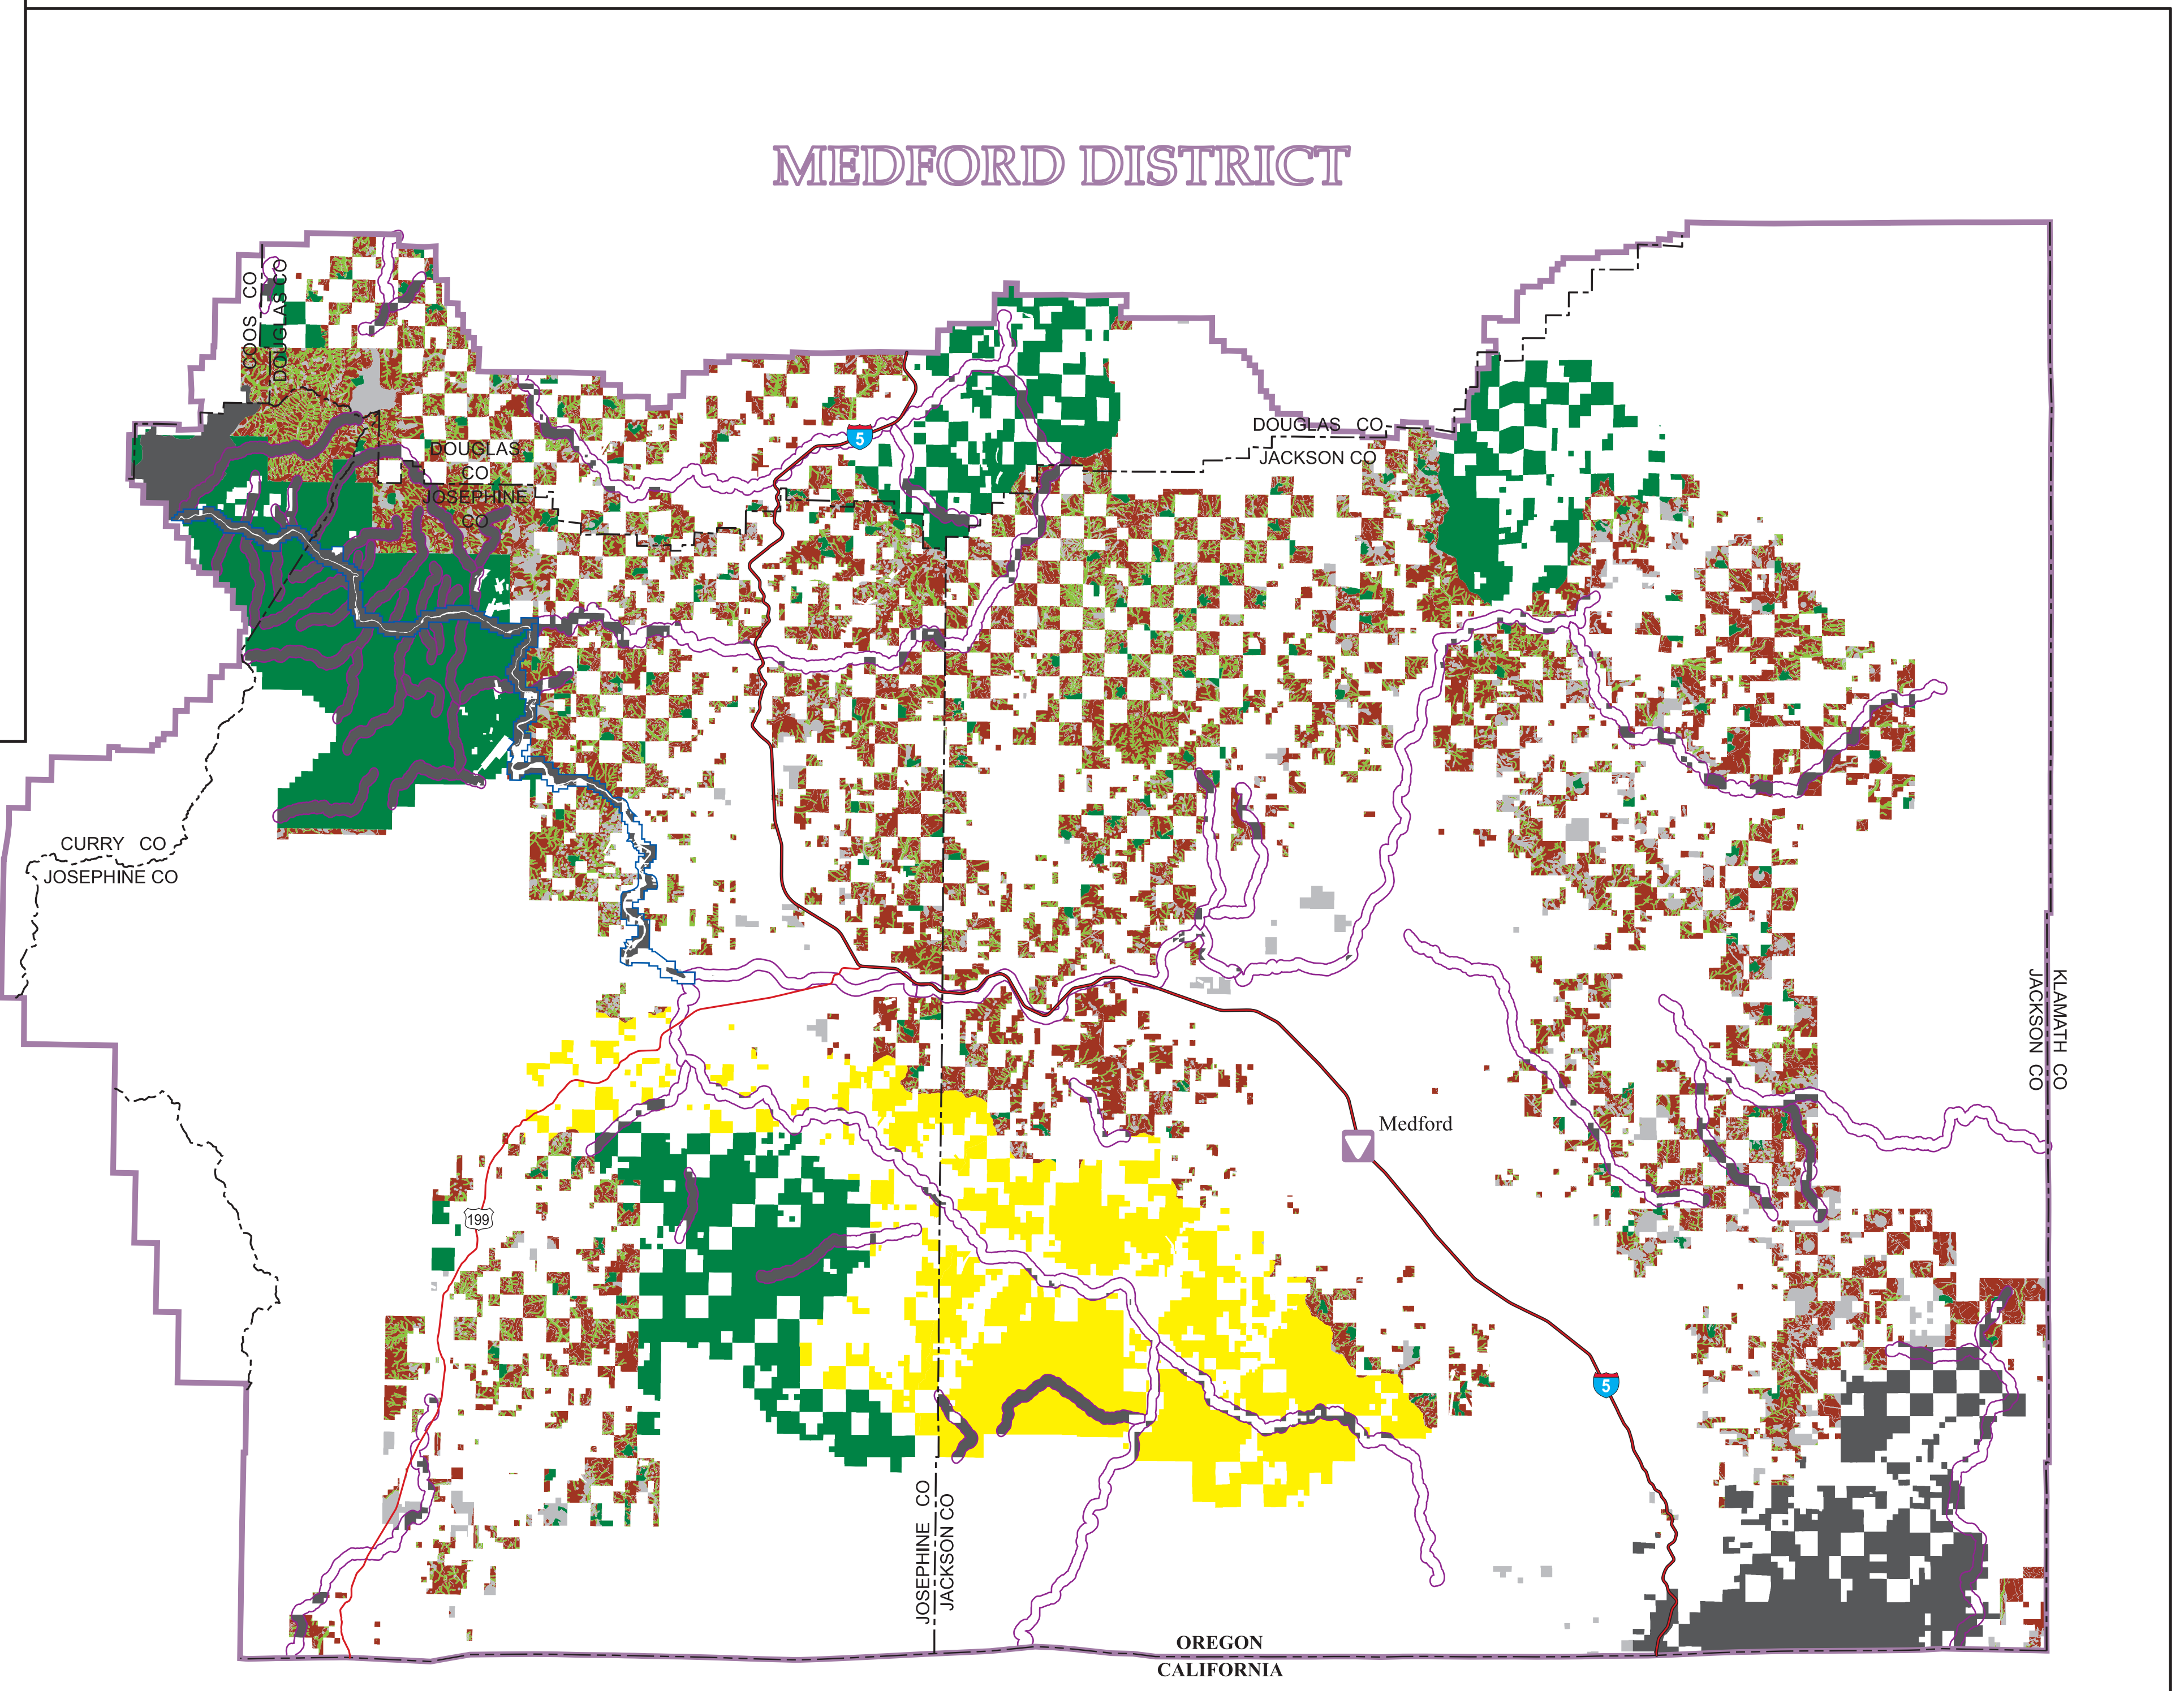 MEDFORD DISTRICT
COOS CO
DOUGLAS CO
DOUGLAS
CO
JOSEPHINE
CO
5
DOUGLAS CO
JACKSON CO
CURRY CO
JOSEPHINE CO
KLAMATH CO
JACKSON CO
Medford
199
5
JOSEPHINE CO
JACKSON CO
OREGON
CALIFORNIA